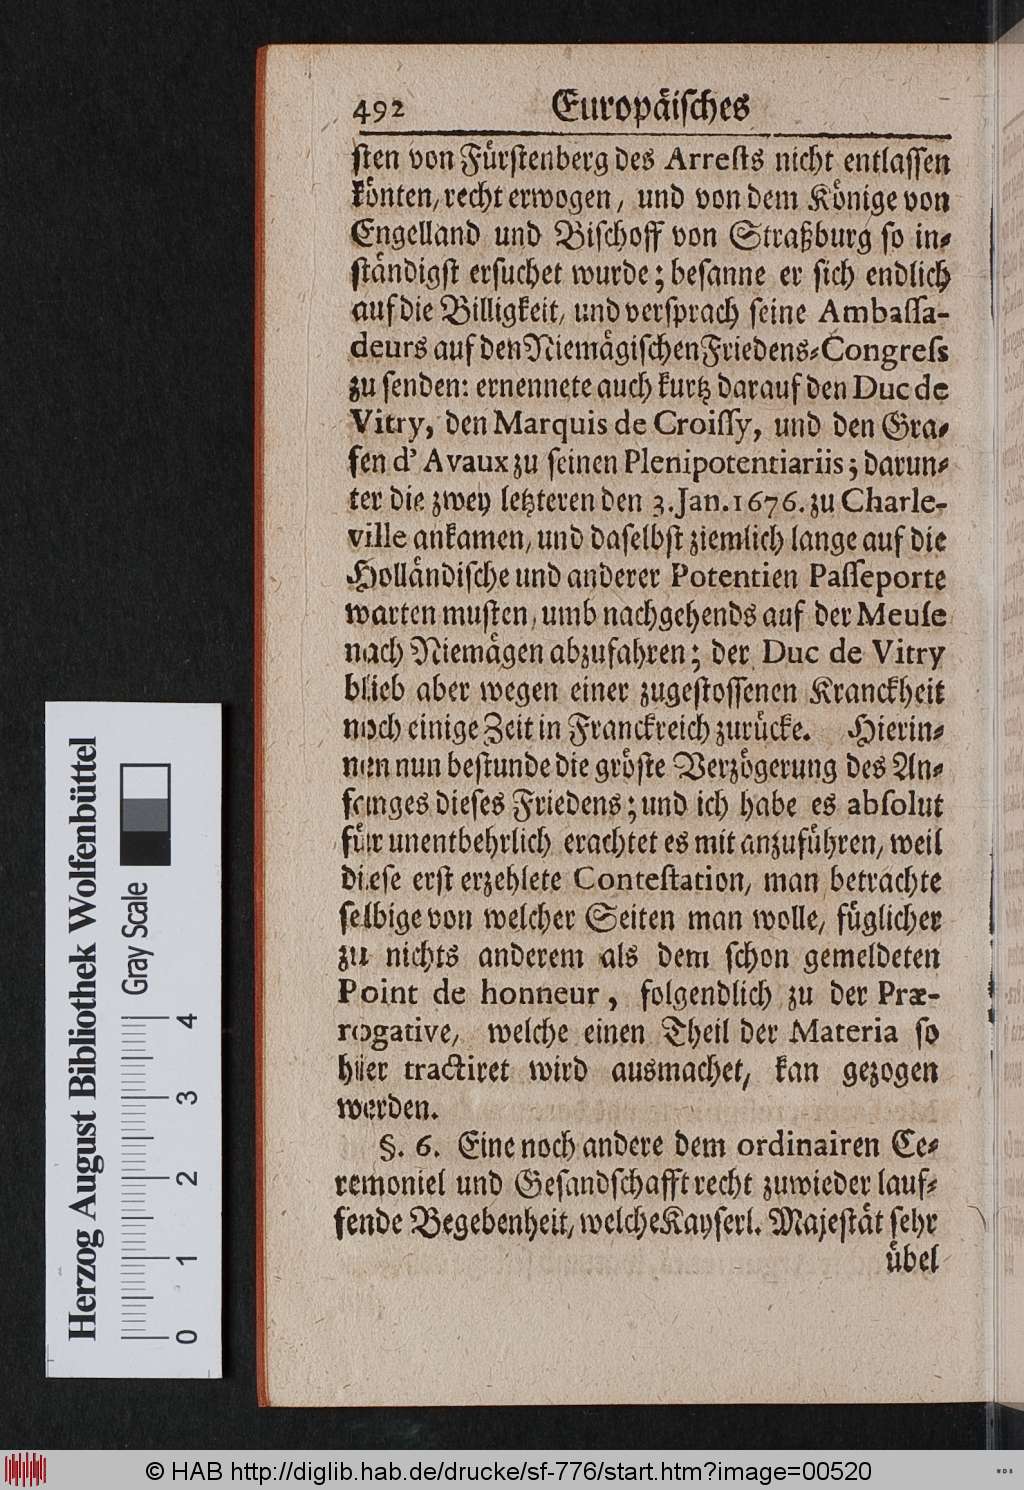 492 Europäiſches
ſten von Fürſtenberg des Arreſts nicht entlaſſen
könten, recht erwogen, und von dem Könige von
Engelland und Biſchoff von Straßburg ſo in-
ſtändigſt erſuchet wurde; beſanne er ſich endlich
auf die Billigkeit, und verſprach ſeine Ambaſſa-
deurs auf den Niemägiſchen Friedens-Congreſs
zu ſenden: ernennete auch kurtz darauf den Duc de
Vitry, den Marquis de Croiſſy, und den Gra-
fen d' Avaux zu ſeinen Plenipotentiariis; darun-
ter die zwey letzteren den 3. Jan. 1676. zu Charle-
ville ankamen, und daſelbſt ziemlich lange auf die
Holländiſche und anderer Potentien Paſſeporte
warten muſten, umb nachgehends auf der Meuſe
nach Niemägen abzufahren; der Duc de Vitry
blieb aber wegen einer zugeſtoſſenen Kranckheit
noch einige Zeit in Franckreich zurücke. Hierin-
nen nun beſtunde die gröſte Verzögerung des An-
fanges dieſes Friedens; und ich habe es abſolut
für unentbehrlich erachtet es mit anzuführen, weil
dieſe erſt erzehlete Conteſtation, man betrachte
ſelbige von welcher Seiten man wolle, füglicher
zu nichts anderem als dem ſchon gemeldeten
Point de honneur, folgendlich zu der Præ-
rogative, welche einen Theil der Materia ſo
hier tractiret wird ausmachet, kan gezogen
werden.
§. 6. Eine noch andere dem ordinairen Ce-
remoniel und Geſandſchafft recht zuwieder lauf-
fende Begebenheit, welche Kayſerl. Majeſtät ſehr
übel
Herzog August Bibliothek Wolfenbüttel
Gray Scale
0 1 2 3 4
© HAB http://diglib.hab.de/drucke/sf-776/start.htm?image=00520